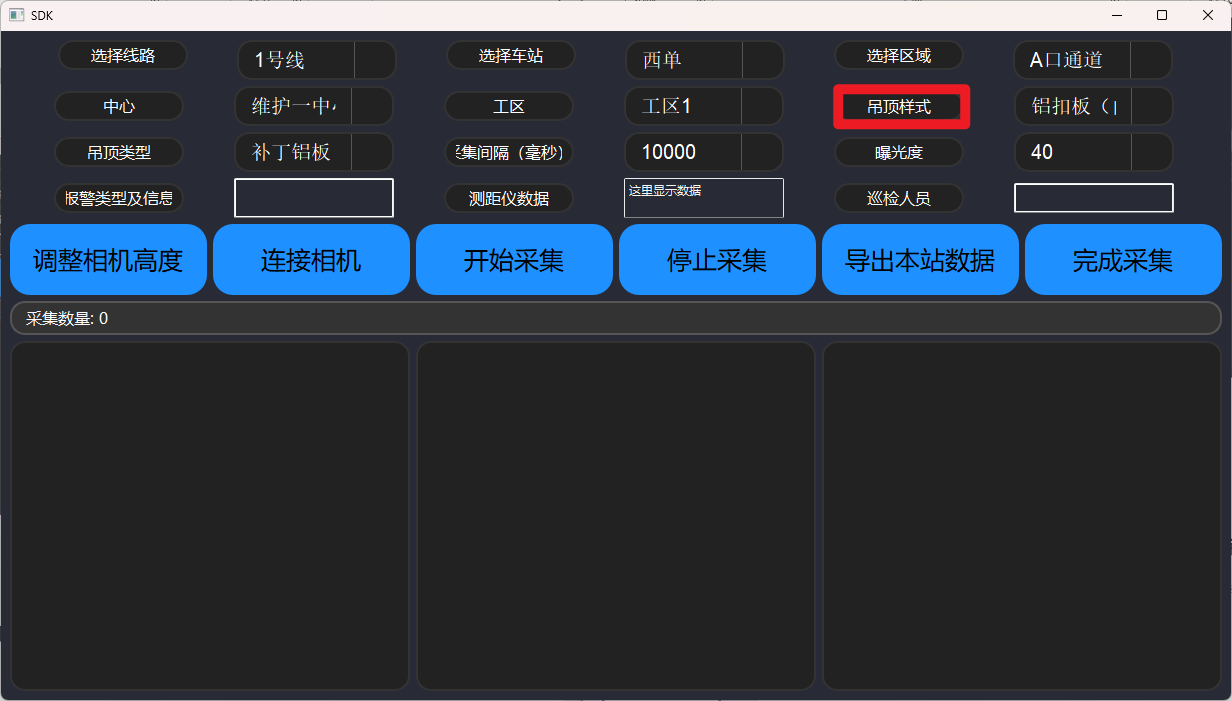 SDK
选择线路 1号线 选择车站 西单 选择区域 A口通道
中心 维护一中 工区 工区1 吊顶样式 铝扣板（
吊顶类型 补丁铝板 采集间隔（毫秒） 10000 曝光度 40
报警类型及信息 测距仪数据 这里显示数据 巡检人员
调整相机高度 连接相机 开始采集 停止采集 导出本站数据 完成采集
采集数量: 0